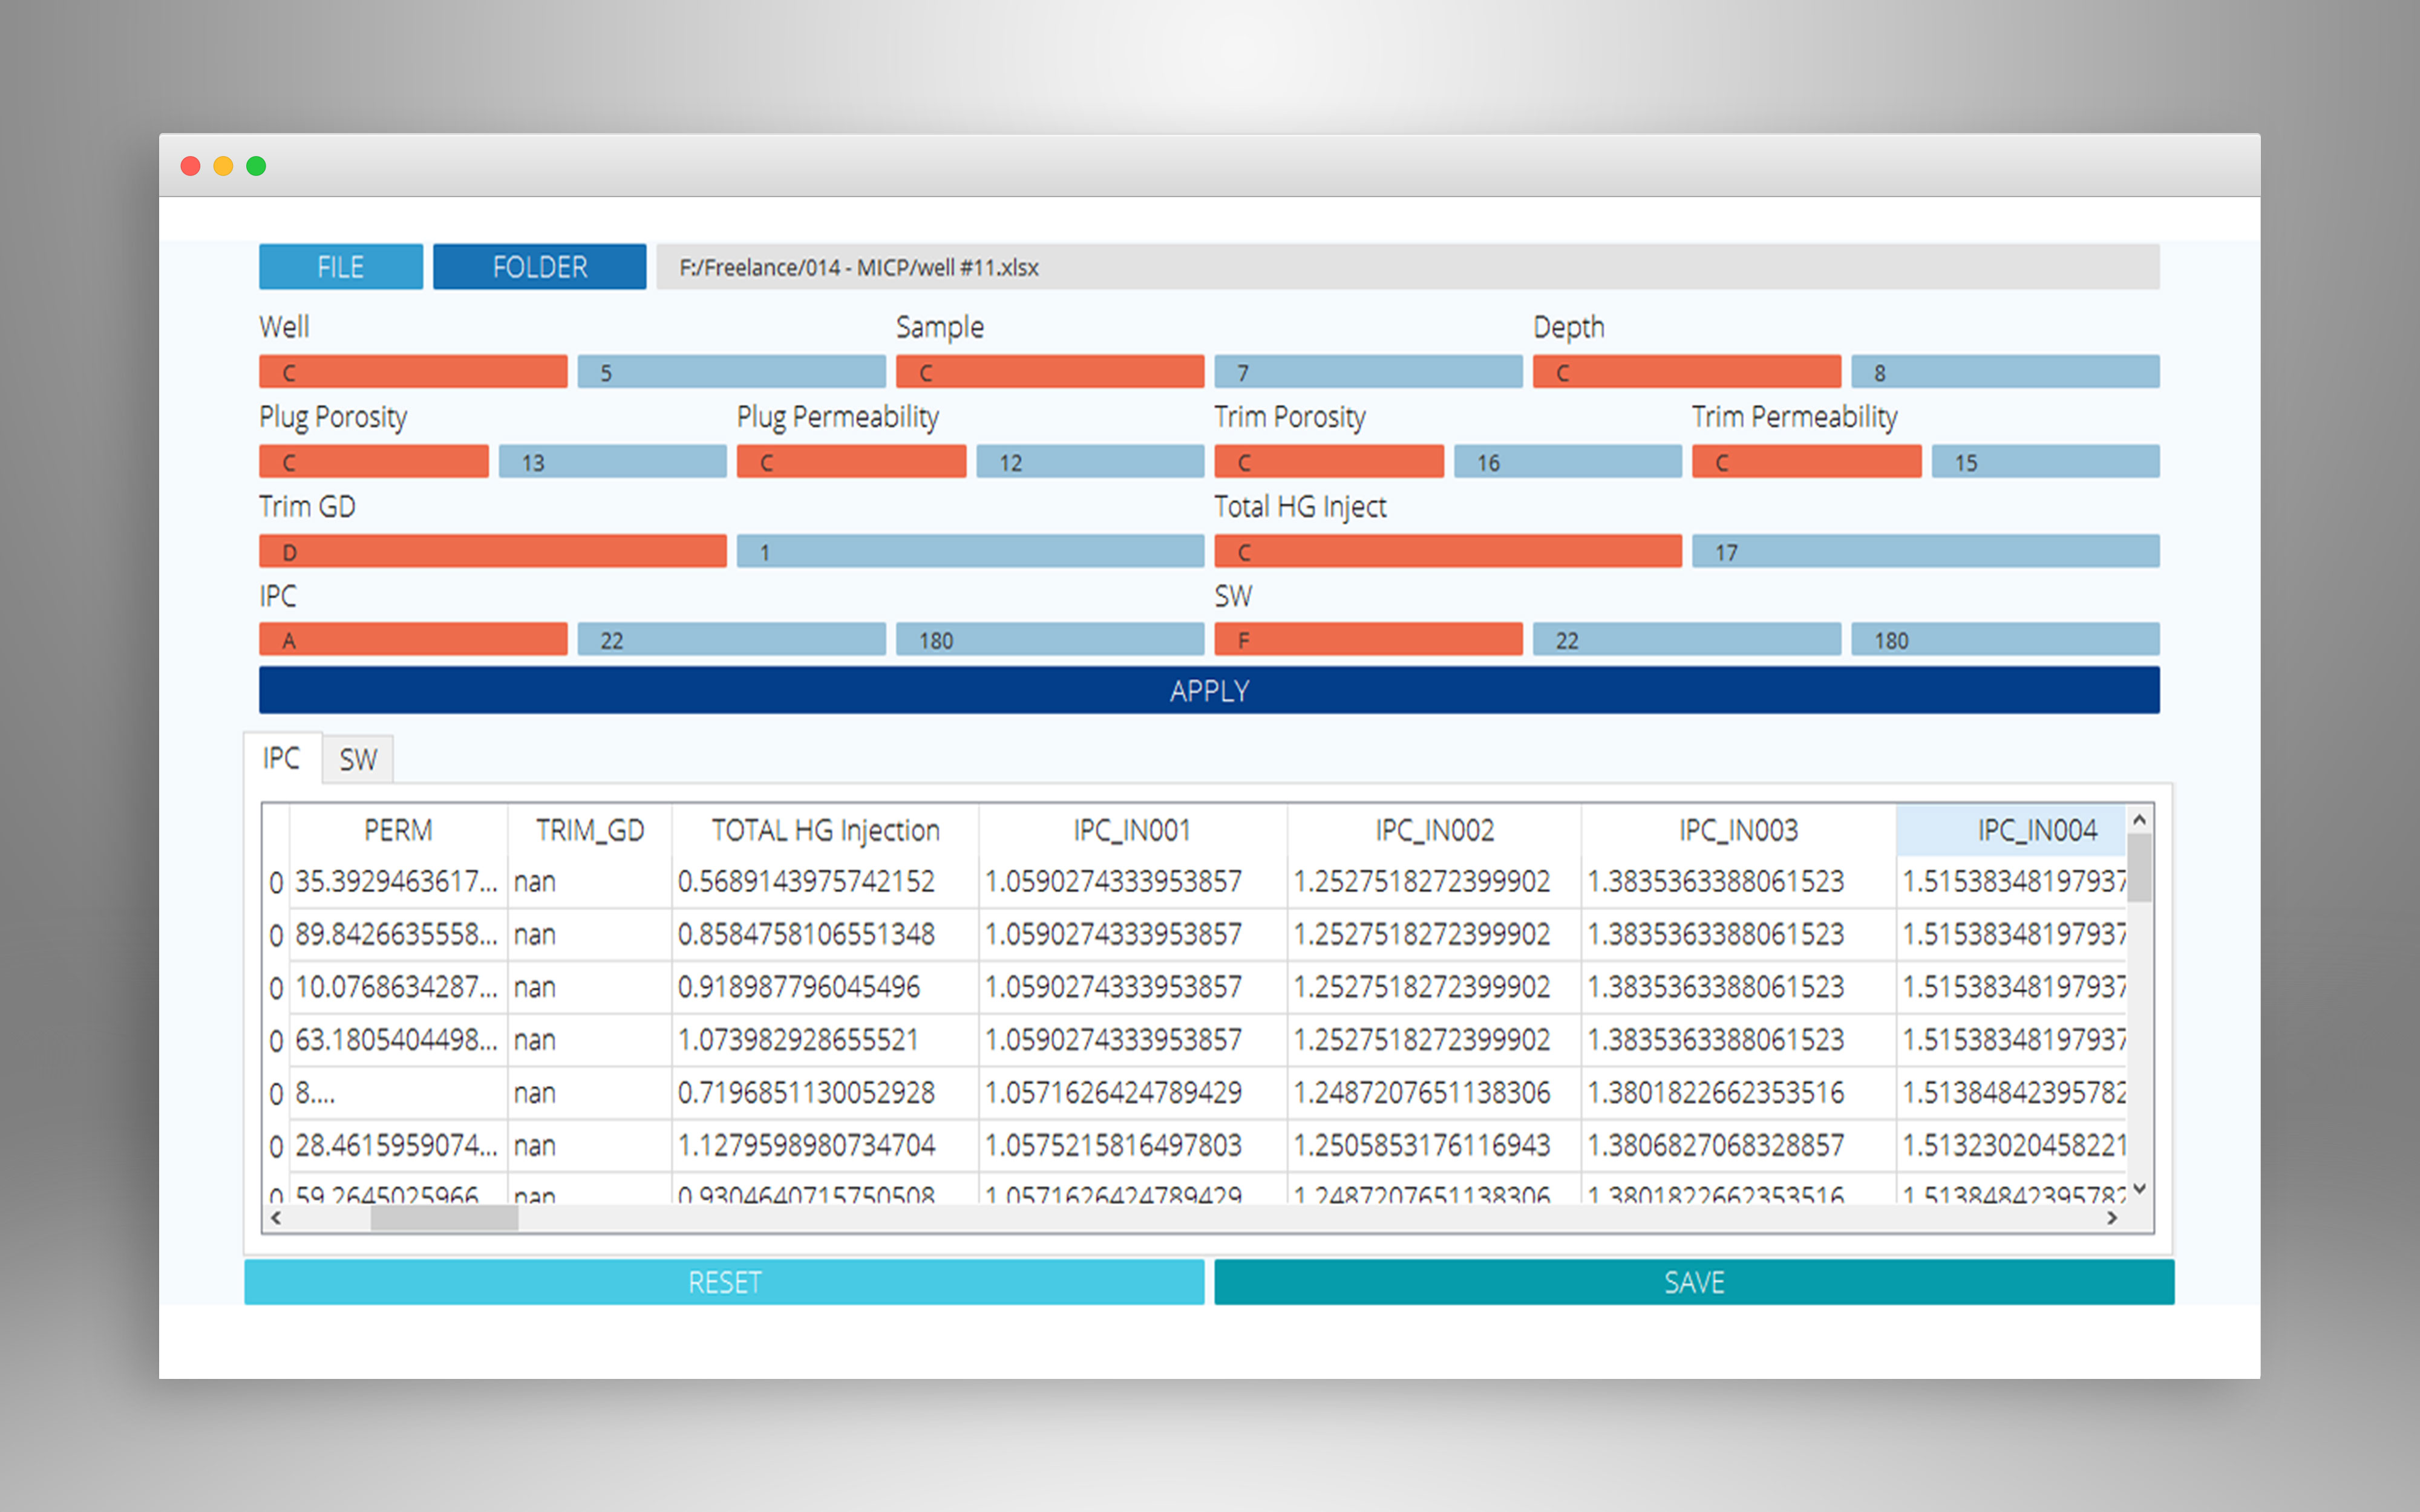 FILE FOLDER F:/Freelance/014 - MICP/well #11.xlsx
Well Sample Depth
C 5 C 7 C 8
Plug Porosity Plug Permeability Trim Porosity Trim Permeability
C 13 C 12 C 16 C 15
Trim GD Total HG Inject
D 1 C 17
IPC SW
A 22 180 F 22 180
APPLY
IPC SW
PERM TRIM_GD TOTAL HG Injection IPC_IN001 IPC_IN002 IPC_IN003 IPC_IN004
0 35.3929463617... nan 0.5689143975742152 1.0590274333953857 1.2527518272399902 1.3835363388061523 1.51538348197937
0 89.8426635558... nan 0.8584758106551348 1.0590274333953857 1.2527518272399902 1.3835363388061523 1.51538348197937
0 10.0768634287... nan 0.918987796045496 1.0590274333953857 1.2527518272399902 1.3835363388061523 1.51538348197937
0 63.1805404498... nan 1.073982928655521 1.0590274333953857 1.2527518272399902 1.3835363388061523 1.51538348197937
0 8.... nan 0.7196851130052928 1.0571626424789429 1.2487207651138306 1.3801822662353516 1.51384842395782
0 28.4615959074... nan 1.1279598980734704 1.0575215816497803 1.2505853176116943 1.3806827068328857 1.51323020458221
0 59.2645025966... nan 0.9304640715750508 1.0571626424789429 1.2487207651138306 1.3801822662353516 1.51384842395782
RESET SAVE